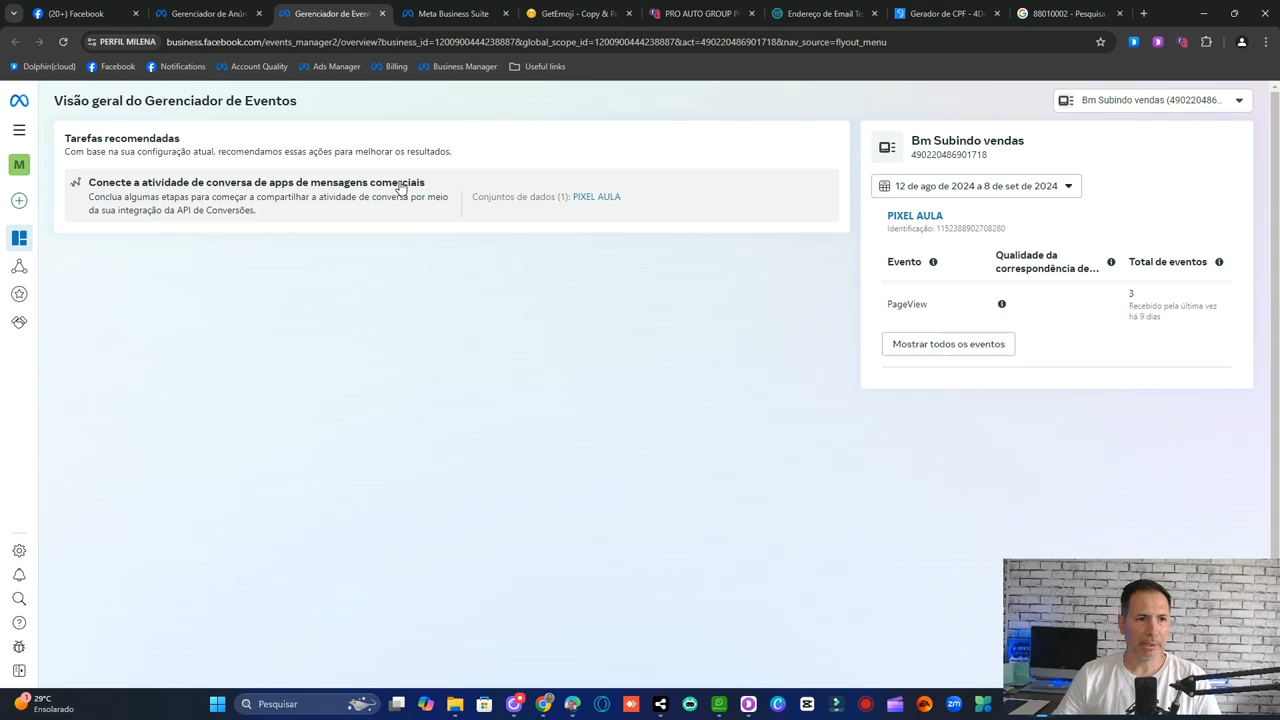 (20+) Facebook
Gerenciador de Anún
Gerenciador de Event
Meta Business Suite
GetEmoji - Copy & Pa
PRO AUTO GROUP P
Endereço de Email Te
Gerador de CPF - 4De
88010002 - Pesquisa
PERFIL MILENA
business.facebook.com/events_manager2/overview?business_id=1200900444238887&global_scope_id=1200900444238887&act=490220486901718&nav_source=flyout_menu
Dolphin{cloud}
Facebook
Notifications
Account Quality
Ads Manager
Billing
Business Manager
Useful links
Visão geral do Gerenciador de Eventos
Bm Subindo vendas (490220486...
M
Tarefas recomendadas
Com base na sua configuração atual, recomendamos essas ações para melhorar os resultados.
Conecte a atividade de conversa de apps de mensagens comerciais
Conclua algumas etapas para começar a compartilhar a atividade de conversa por meio
da sua integração da API de Conversões.
Conjuntos de dados (1): PIXEL AULA
Bm Subindo vendas
490220486901718
12 de ago de 2024 a 8 de set de 2024
PIXEL AULA
Identificação: 1152388902708280
Evento
Qualidade da
correspondência de...
Total de eventos
PageView
3
Recebido pela última vez
há 9 dias
Mostrar todos os eventos
29°C
Ensolarado
Pesquisar